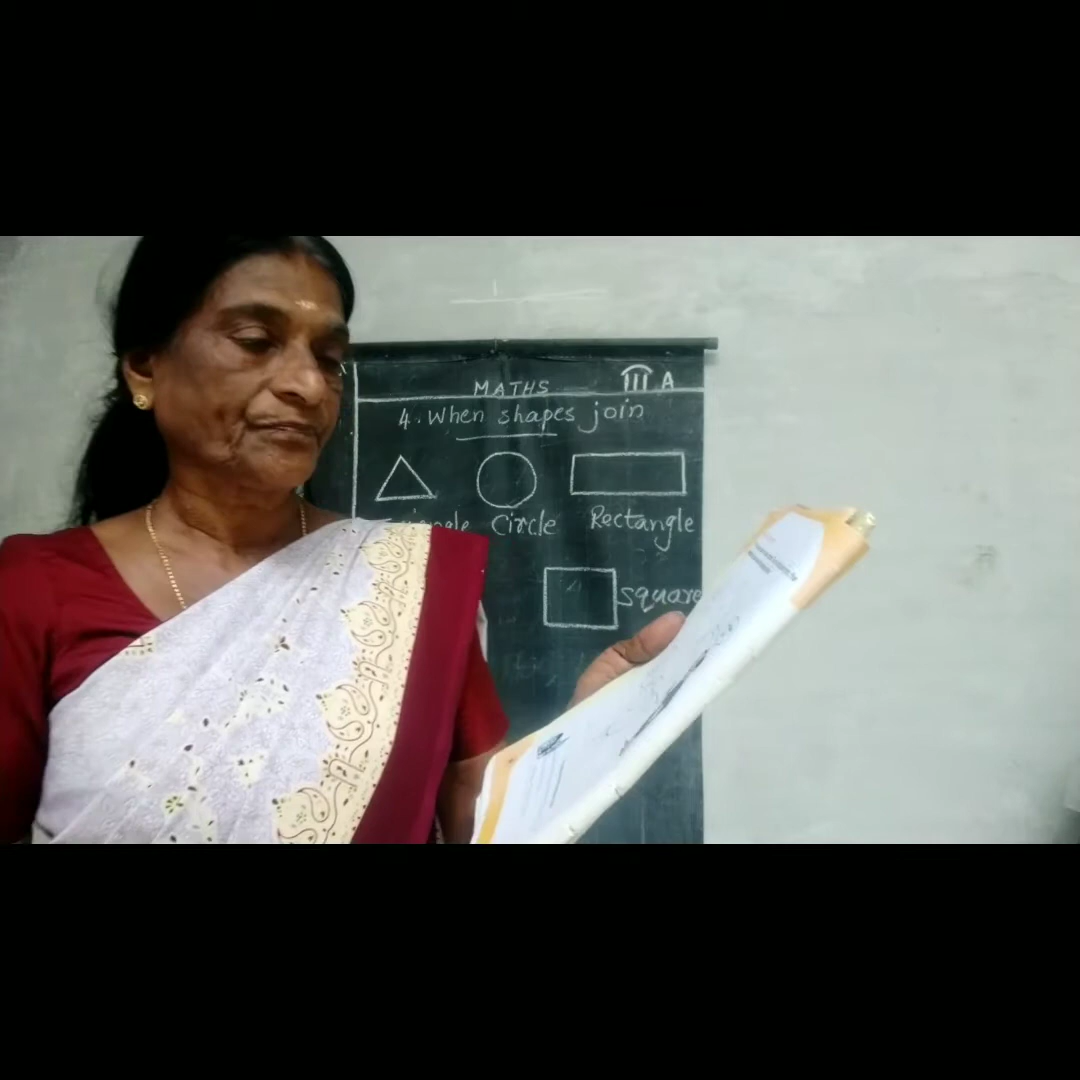 MATHS III A
4. When shapes join
Circle Rectangle
square